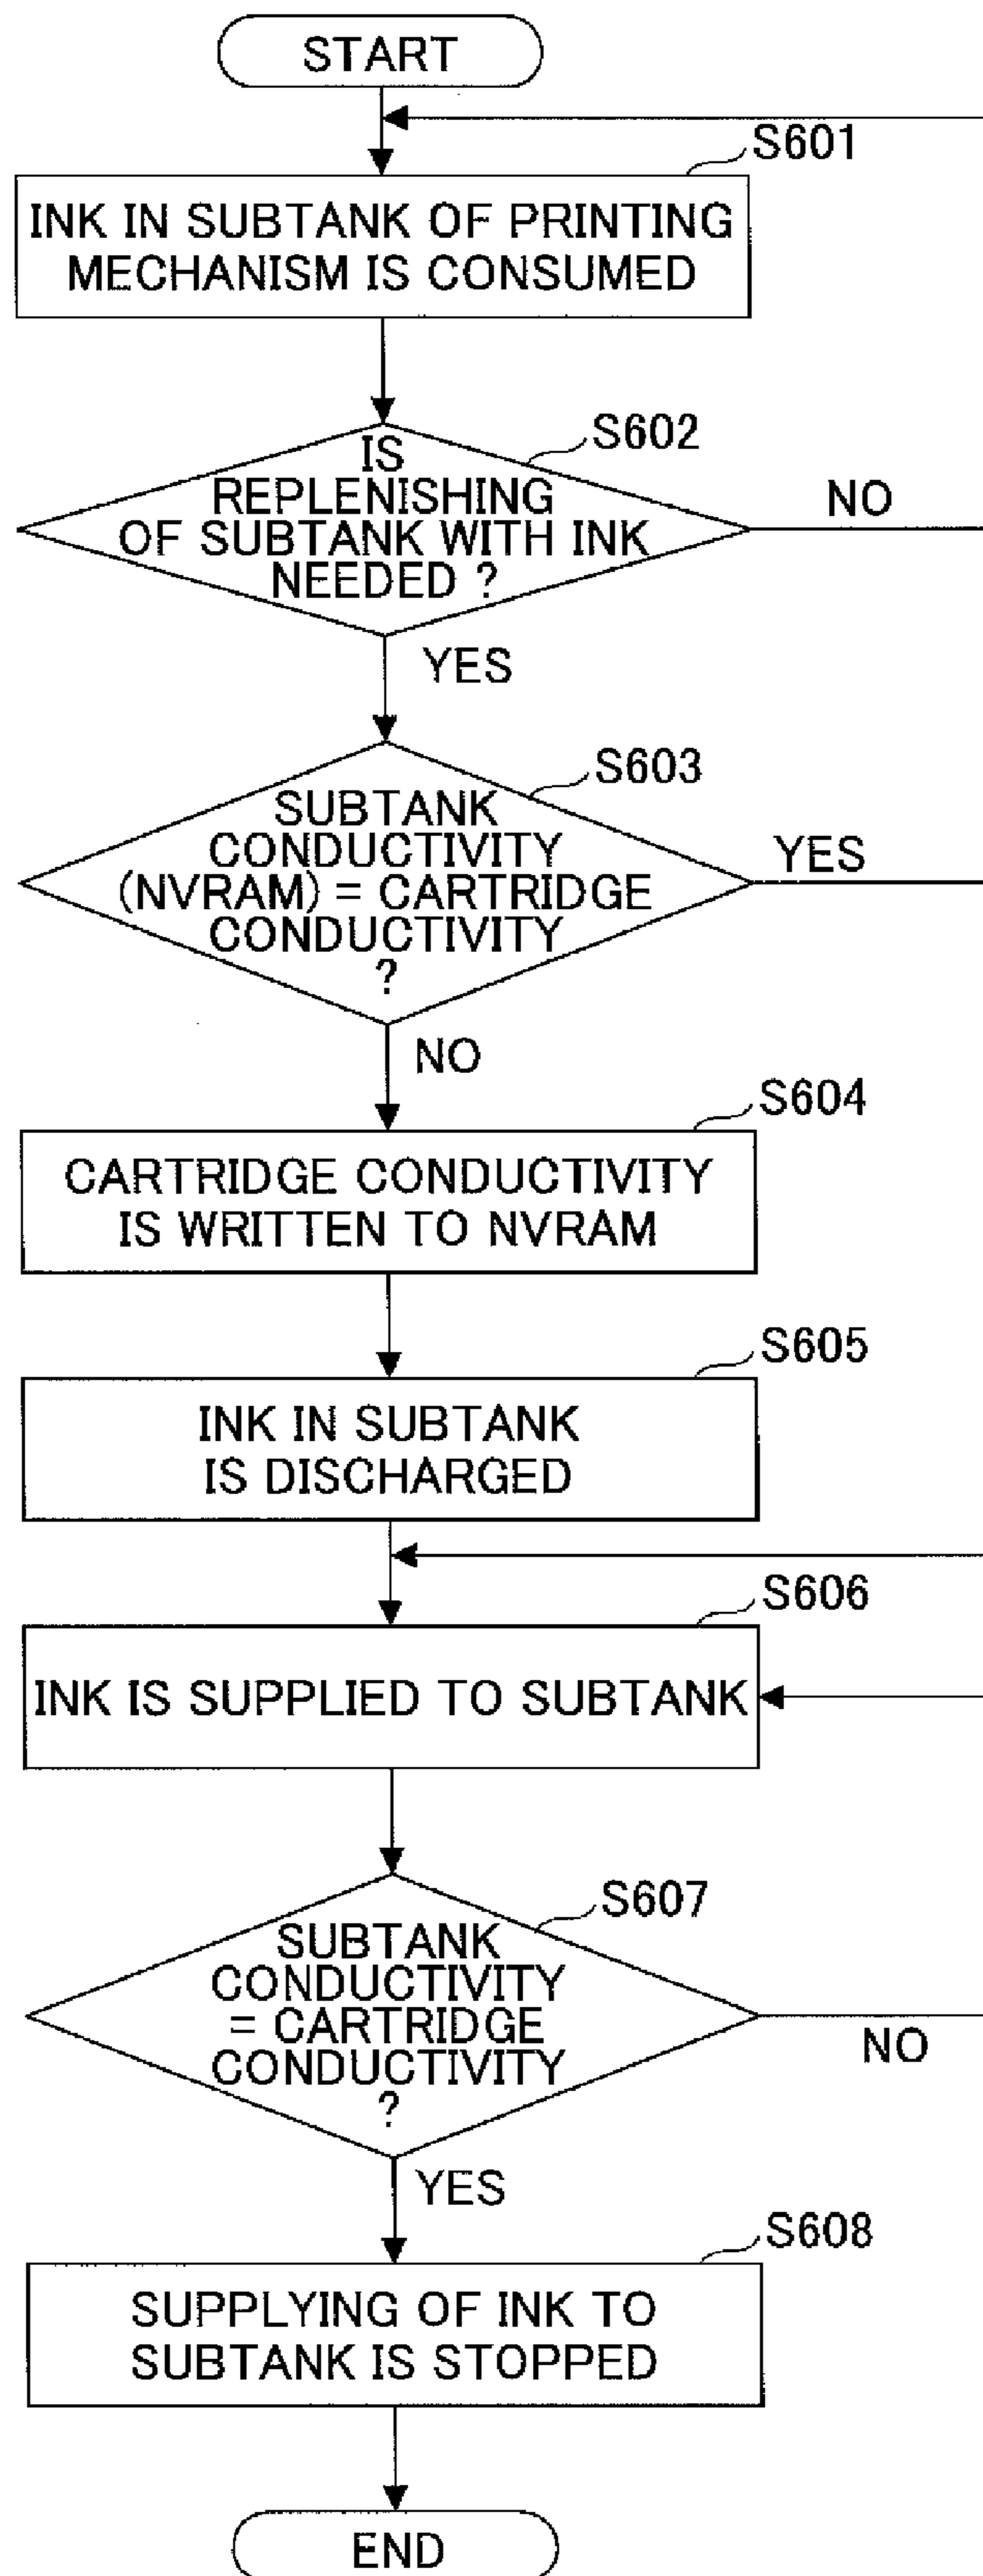 START
S601
INK IN SUBTANK OF PRINTING
MECHANISM IS CONSUMED
S602
IS
REPLENISHING
OF SUBTANK WITH INK
NEEDED ?
NO
YES
S603
SUBTANK
CONDUCTIVITY
(NVRAM) = CARTRIDGE
CONDUCTIVITY
?
YES
NO
S604
CARTRIDGE CONDUCTIVITY
IS WRITTEN TO NVRAM
S605
INK IN SUBTANK
IS DISCHARGED
S606
INK IS SUPPLIED TO SUBTANK
S607
SUBTANK
CONDUCTIVITY
= CARTRIDGE
CONDUCTIVITY
?
NO
YES
S608
SUPPLYING OF INK TO
SUBTANK IS STOPPED
END